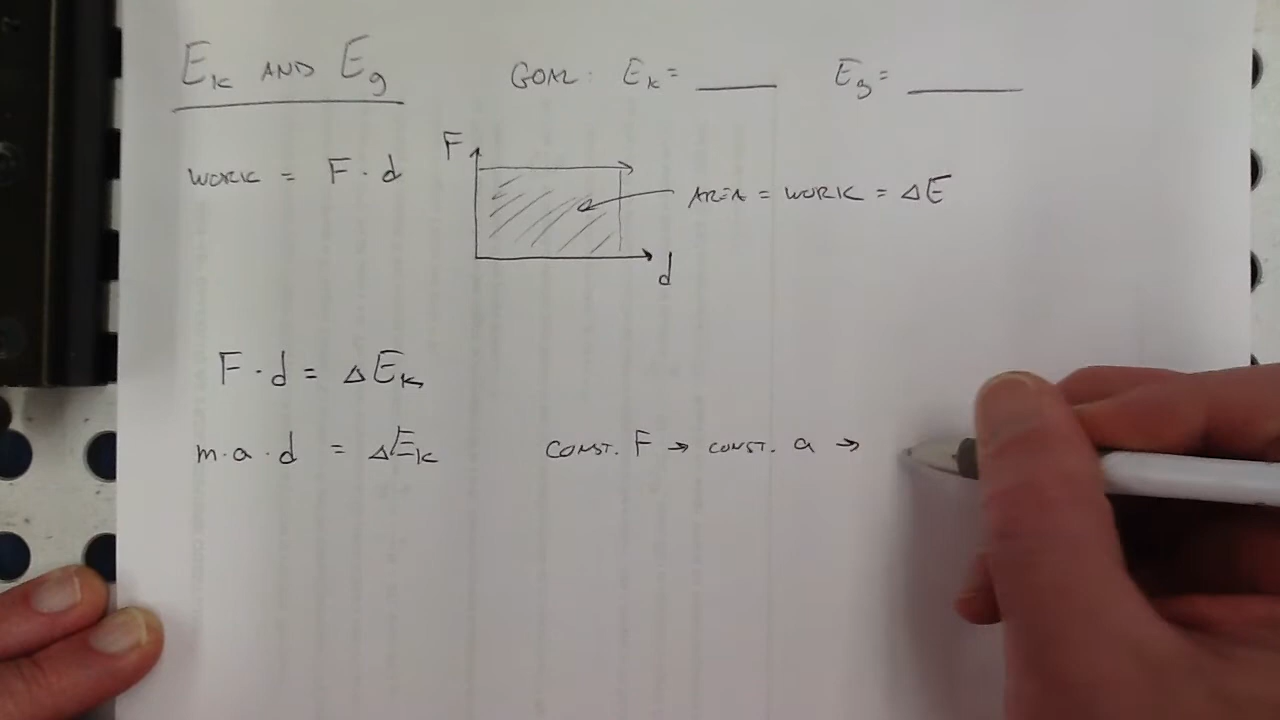 Ek AND Eg GOAL: Ek = ____ Eg = ____
WORK = F · d
F
AREA = WORK = ΔE
d
F · d = ΔEk
m · a · d = ΔEk CONST. F → CONST. a →